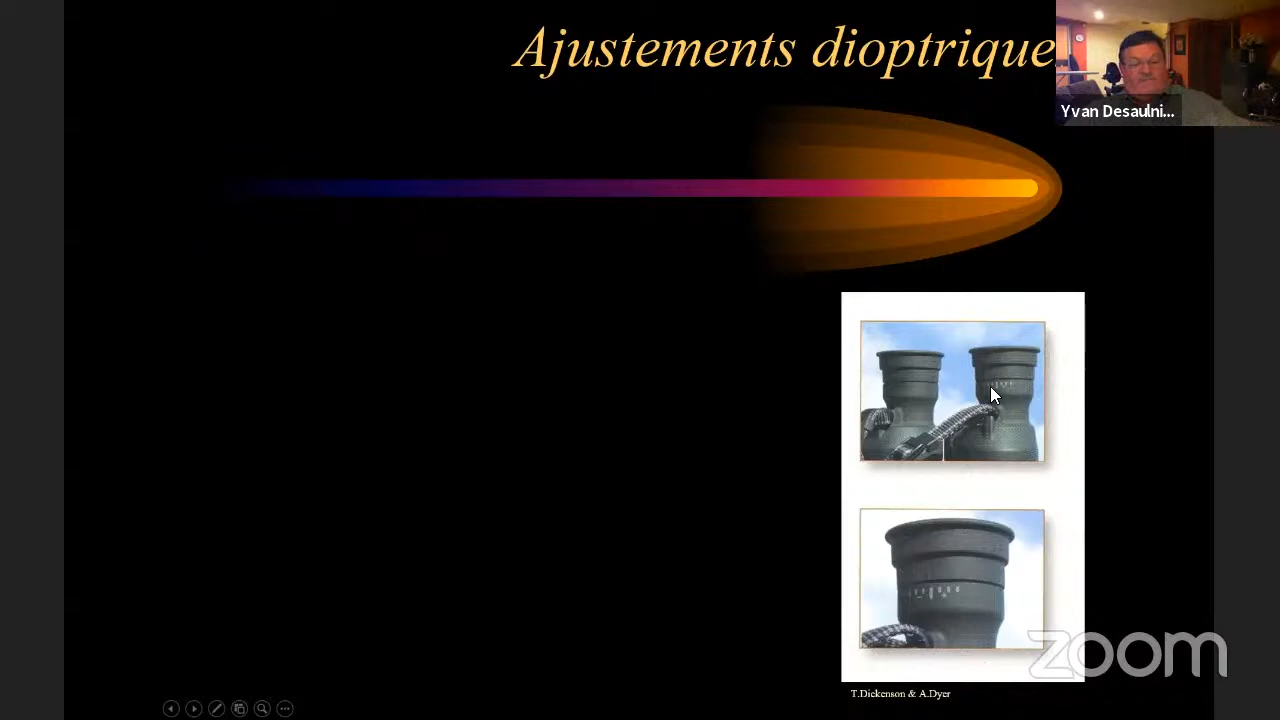 Ajustements dioptrique
Yvan Desaulni...
zoom
T.Dickenson & A.Dyer